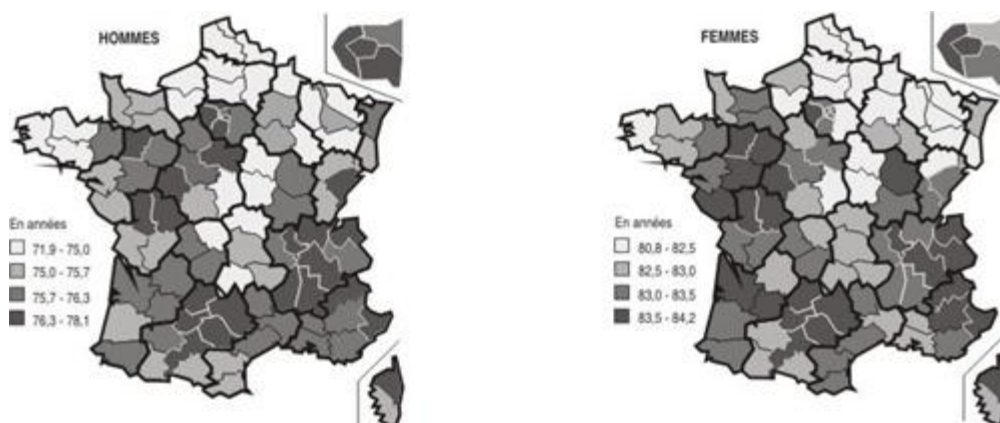 HOMMES
En années
71,9 - 75,0
75,0 - 75,7
75,7 - 76,3
76,3 - 78,1
FEMMES
En années
80,8 - 82,5
82,5 - 83,0
83,0 - 83,5
83,5 - 84,2